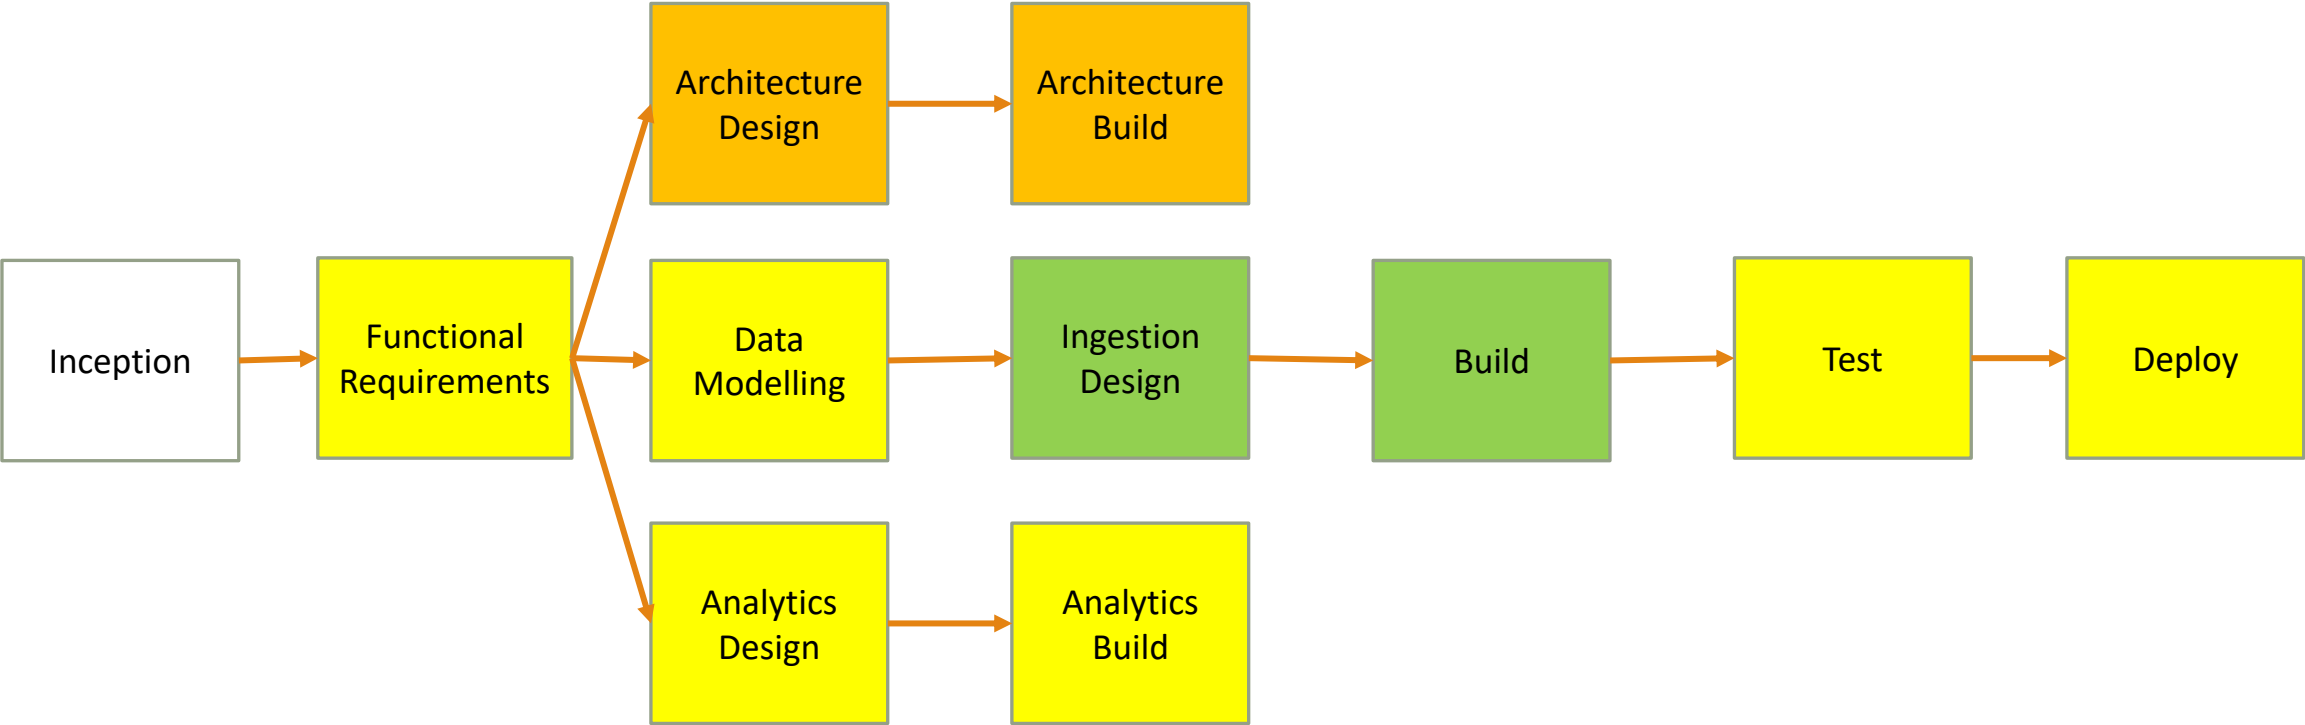 Inception
Functional
Requirements
Architecture
Design
Architecture
Build
Data
Modelling
Ingestion
Design
Build
Test
Deploy
Analytics
Design
Analytics
Build